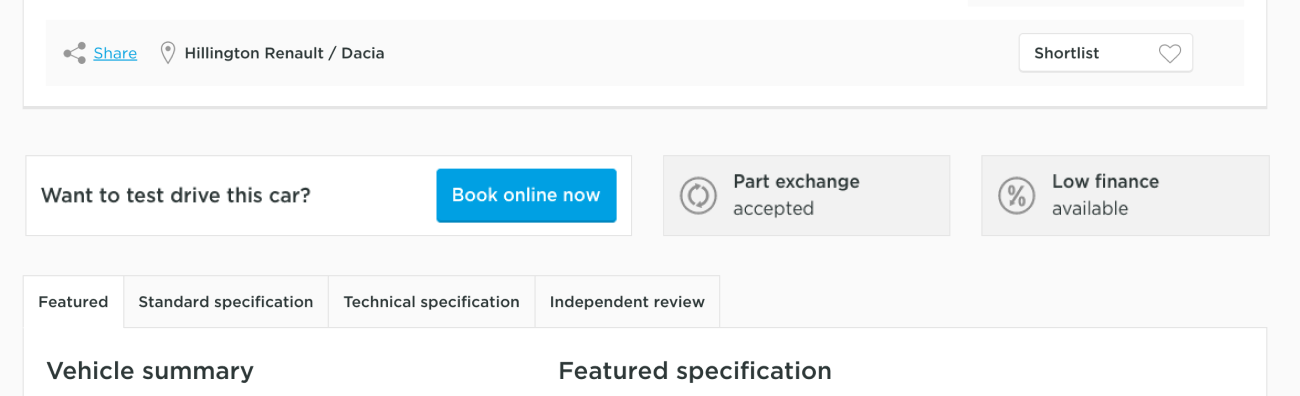 Share
Hillington Renault / Dacia
Shortlist
Want to test drive this car?
Book online now
Part exchange
accepted
Low finance
available
Featured
Standard specification
Technical specification
Independent review
Vehicle summary
Featured specification